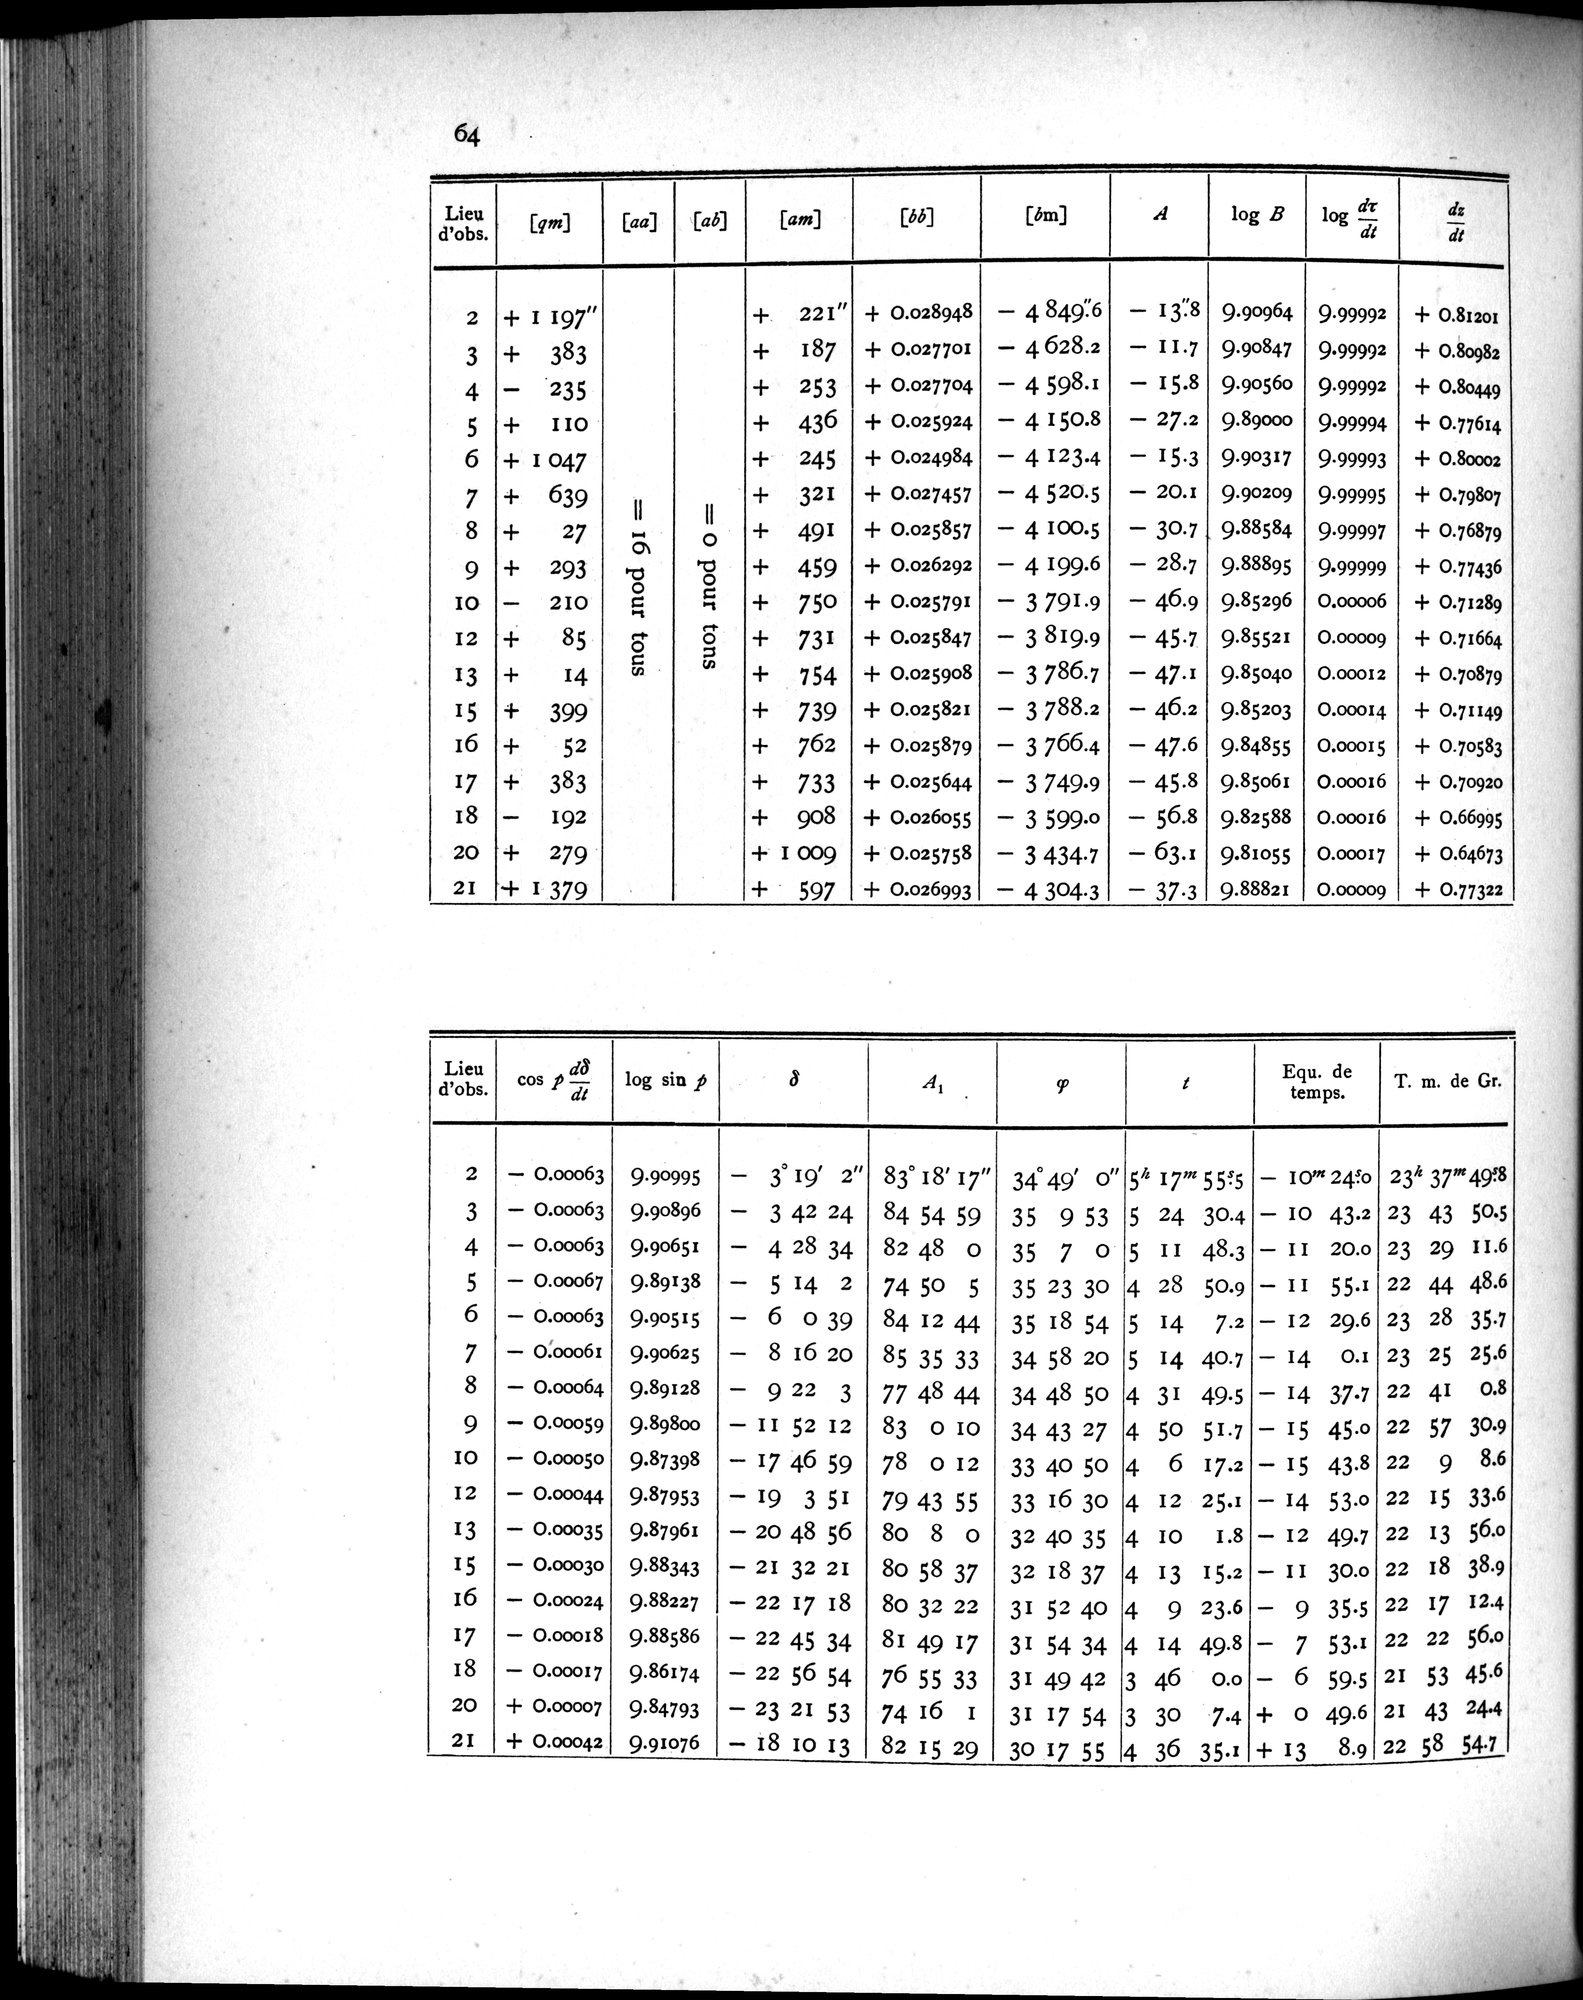 64
Lieu d'obs. [qm] [aa] [ab] [am] [bb] [bm] A log B log dτ/dt dz/dt
2 + 1 197″ + 221″ + 0.028948 − 4 849″.6 − 13″.8 9.90964 9.99992 + 0.81201
3 + 383 + 187 + 0.027701 − 4 628.2 − 11.7 9.90847 9.99992 + 0.80982
4 − 235 + 253 + 0.027704 − 4 598.1 − 15.8 9.90560 9.99992 + 0.80449
5 + 110 + 436 + 0.025924 − 4 150.8 − 27.2 9.89000 9.99994 + 0.77614
6 + 1 047 + 245 + 0.024984 − 4 123.4 − 15.3 9.90317 9.99993 + 0.80002
7 + 639 + 321 + 0.027457 − 4 520.5 − 20.1 9.90209 9.99995 + 0.79807
8 + 27 + 491 + 0.025857 − 4 100.5 − 30.7 9.88584 9.99997 + 0.76879
9 + 293 + 459 + 0.026292 − 4 199.6 − 28.7 9.88895 9.99999 + 0.77436
10 − 210 + 750 + 0.025791 − 3 791.9 − 46.9 9.85296 0.00006 + 0.71289
12 + 85 + 731 + 0.025847 − 3 819.9 − 45.7 9.85521 0.00009 + 0.71664
13 + 14 + 754 + 0.025908 − 3 786.7 − 47.1 9.85040 0.00012 + 0.70879
15 + 399 + 739 + 0.025821 − 3 788.2 − 46.2 9.85203 0.00014 + 0.71149
16 + 52 + 762 + 0.025879 − 3 766.4 − 47.6 9.84855 0.00015 + 0.70583
17 + 383 + 733 + 0.025644 − 3 749.9 − 45.8 9.85061 0.00016 + 0.70920
18 − 192 + 908 + 0.026055 − 3 599.0 − 56.8 9.82588 0.00016 + 0.66995
20 + 279 + 1 009 + 0.025758 − 3 434.7 − 63.1 9.81055 0.00017 + 0.64673
21 + 1 379 + 597 + 0.026993 − 4 304.3 − 37.3 9.88821 0.00009 + 0.77322
= 16 pour tous
= 0 pour tons
Lieu d'obs. cos p dδ/dt log sin p δ A₁ φ t Equ. de temps. T. m. de Gr.
2 − 0.00063 9.90995 − 3° 19′ 2″ 83° 18′ 17″ 34° 49′ 0″ 5h 17m 55s.5 − 10m 24s.0 23h 37m 49s.8
3 − 0.00063 9.90896 − 3 42 24 84 54 59 35 9 53 5 24 30.4 − 10 43.2 23 43 50.5
4 − 0.00063 9.90651 − 4 28 34 82 48 0 35 7 0 5 11 48.3 − 11 20.0 23 29 11.6
5 − 0.00067 9.89138 − 5 14 2 74 50 5 35 23 30 4 28 50.9 − 11 55.1 22 44 48.6
6 − 0.00063 9.90515 − 6 0 39 84 12 44 35 18 54 5 14 7.2 − 12 29.6 23 28 35.7
7 − 0.00061 9.90625 − 8 16 20 85 35 33 34 58 20 5 14 40.7 − 14 0.1 23 25 25.6
8 − 0.00064 9.89128 − 9 22 3 77 48 44 34 48 50 4 31 49.5 − 14 37.7 22 41 0.8
9 − 0.00059 9.89800 − 11 52 12 83 0 10 34 43 27 4 50 51.7 − 15 45.0 22 57 30.9
10 − 0.00050 9.87398 − 17 46 59 78 0 12 33 40 50 4 6 17.2 − 15 43.8 22 9 8.6
12 − 0.00044 9.87953 − 19 3 51 79 43 55 33 16 30 4 12 25.1 − 14 53.0 22 15 33.6
13 − 0.00035 9.87961 − 20 48 56 80 8 0 32 40 35 4 10 1.8 − 12 49.7 22 13 56.0
15 − 0.00030 9.88343 − 21 32 21 80 58 37 32 18 37 4 13 15.2 − 11 30.0 22 18 38.9
16 − 0.00024 9.88227 − 22 17 18 80 32 22 31 52 40 4 9 23.6 − 9 35.5 22 17 12.4
17 − 0.00018 9.88586 − 22 45 34 81 49 17 31 54 34 4 14 49.8 − 7 53.1 22 22 56.0
18 − 0.00017 9.86174 − 22 56 54 76 55 33 31 49 42 3 46 0.0 − 6 59.5 21 53 45.6
20 + 0.00007 9.84793 − 23 21 53 74 16 1 31 17 54 3 30 7.4 + 0 49.6 21 43 24.4
21 + 0.00042 9.91076 − 18 10 13 82 15 29 30 17 55 4 36 35.1 + 13 8.9 22 58 54.7